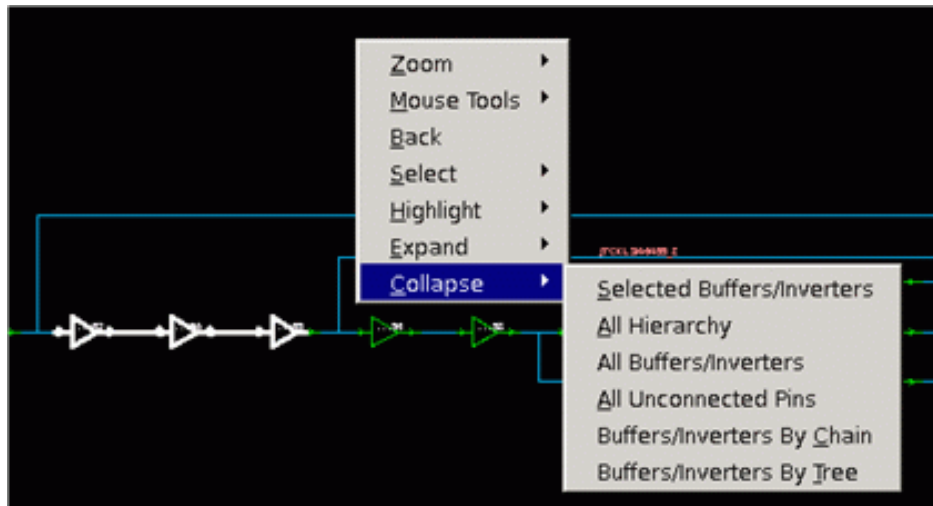 Zoom
Mouse Tools
Back
Select
Highlight
Expand
Collapse
Selected Buffers/Inverters
All Hierarchy
All Buffers/Inverters
All Unconnected Pins
Buffers/Inverters By Chain
Buffers/Inverters By Tree